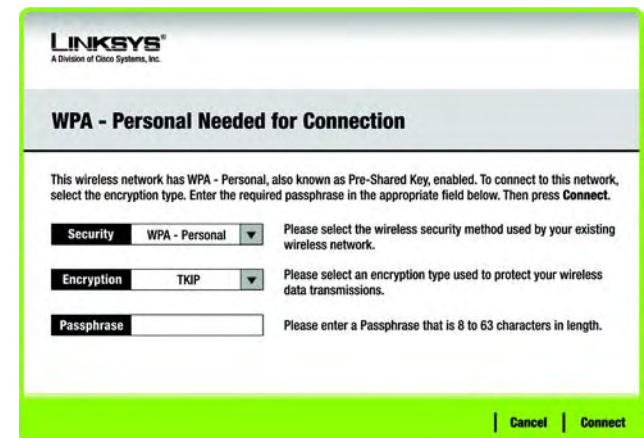 LINKSYS®
A Division of Cisco Systems, Inc.
WPA - Personal Needed for Connection
This wireless network has WPA - Personal, also known as Pre-Shared Key, enabled. To connect to this network,
select the encryption type. Enter the required passphrase in the appropriate field below. Then press Connect.
Security WPA - Personal Please select the wireless security method used by your existing
wireless network.
Encryption TKIP Please select an encryption type used to protect your wireless
data transmissions.
Passphrase Please enter a Passphrase that is 8 to 63 characters in length.
Cancel Connect